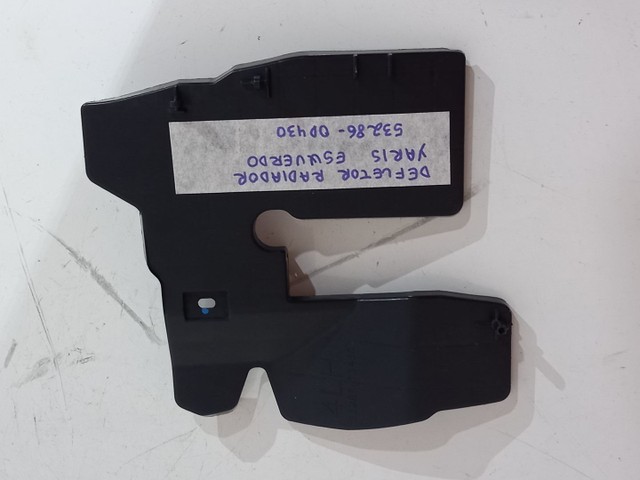 DEFLETOR RADIADOR
YARIS ESQUERDO
53286-0D430